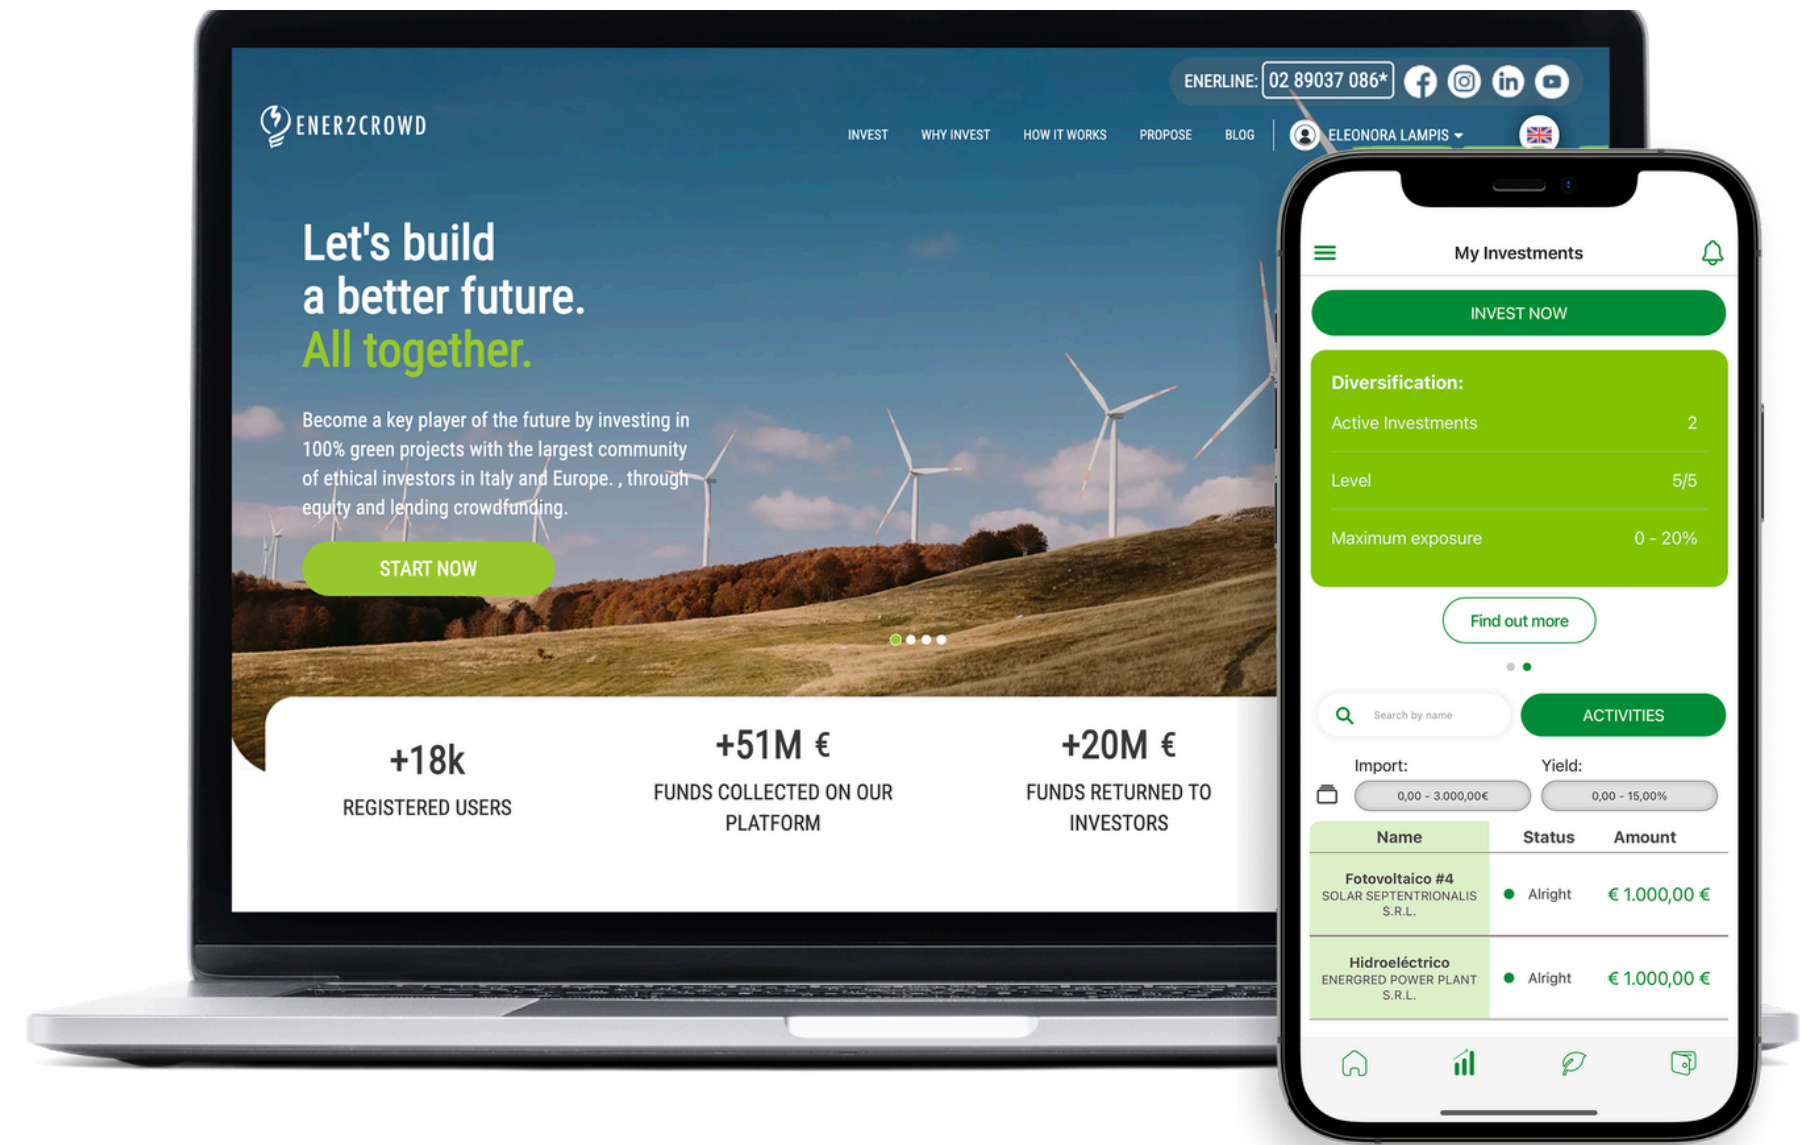 ENERLINE: 02 89037 086*
ENER2CROWD
INVEST WHY INVEST HOW IT WORKS PROPOSE BLOG ELEONORA LAMPIS
Let's build
a better future.
All together.
Become a key player of the future by investing in
100% green projects with the largest community
of ethical investors in Italy and Europe. , through
equity and lending crowdfunding.
START NOW
+18k
REGISTERED USERS
+51M €
FUNDS COLLECTED ON OUR
PLATFORM
+20M €
FUNDS RETURNED TO
INVESTORS
My Investments
INVEST NOW
Diversification:
Active Investments 2
Level 5/5
Maximum exposure 0 - 20%
Find out more
Search by name
ACTIVITIES
Import: Yield:
0,00 - 3.000,00€ 0,00 - 15,00%
Name Status Amount
Fotovoltaico #4
SOLAR SEPTENTRIONALIS
S.R.L.
Alright € 1.000,00 €
Hidroeléctrico
ENERGRED POWER PLANT
S.R.L.
Alright € 1.000,00 €